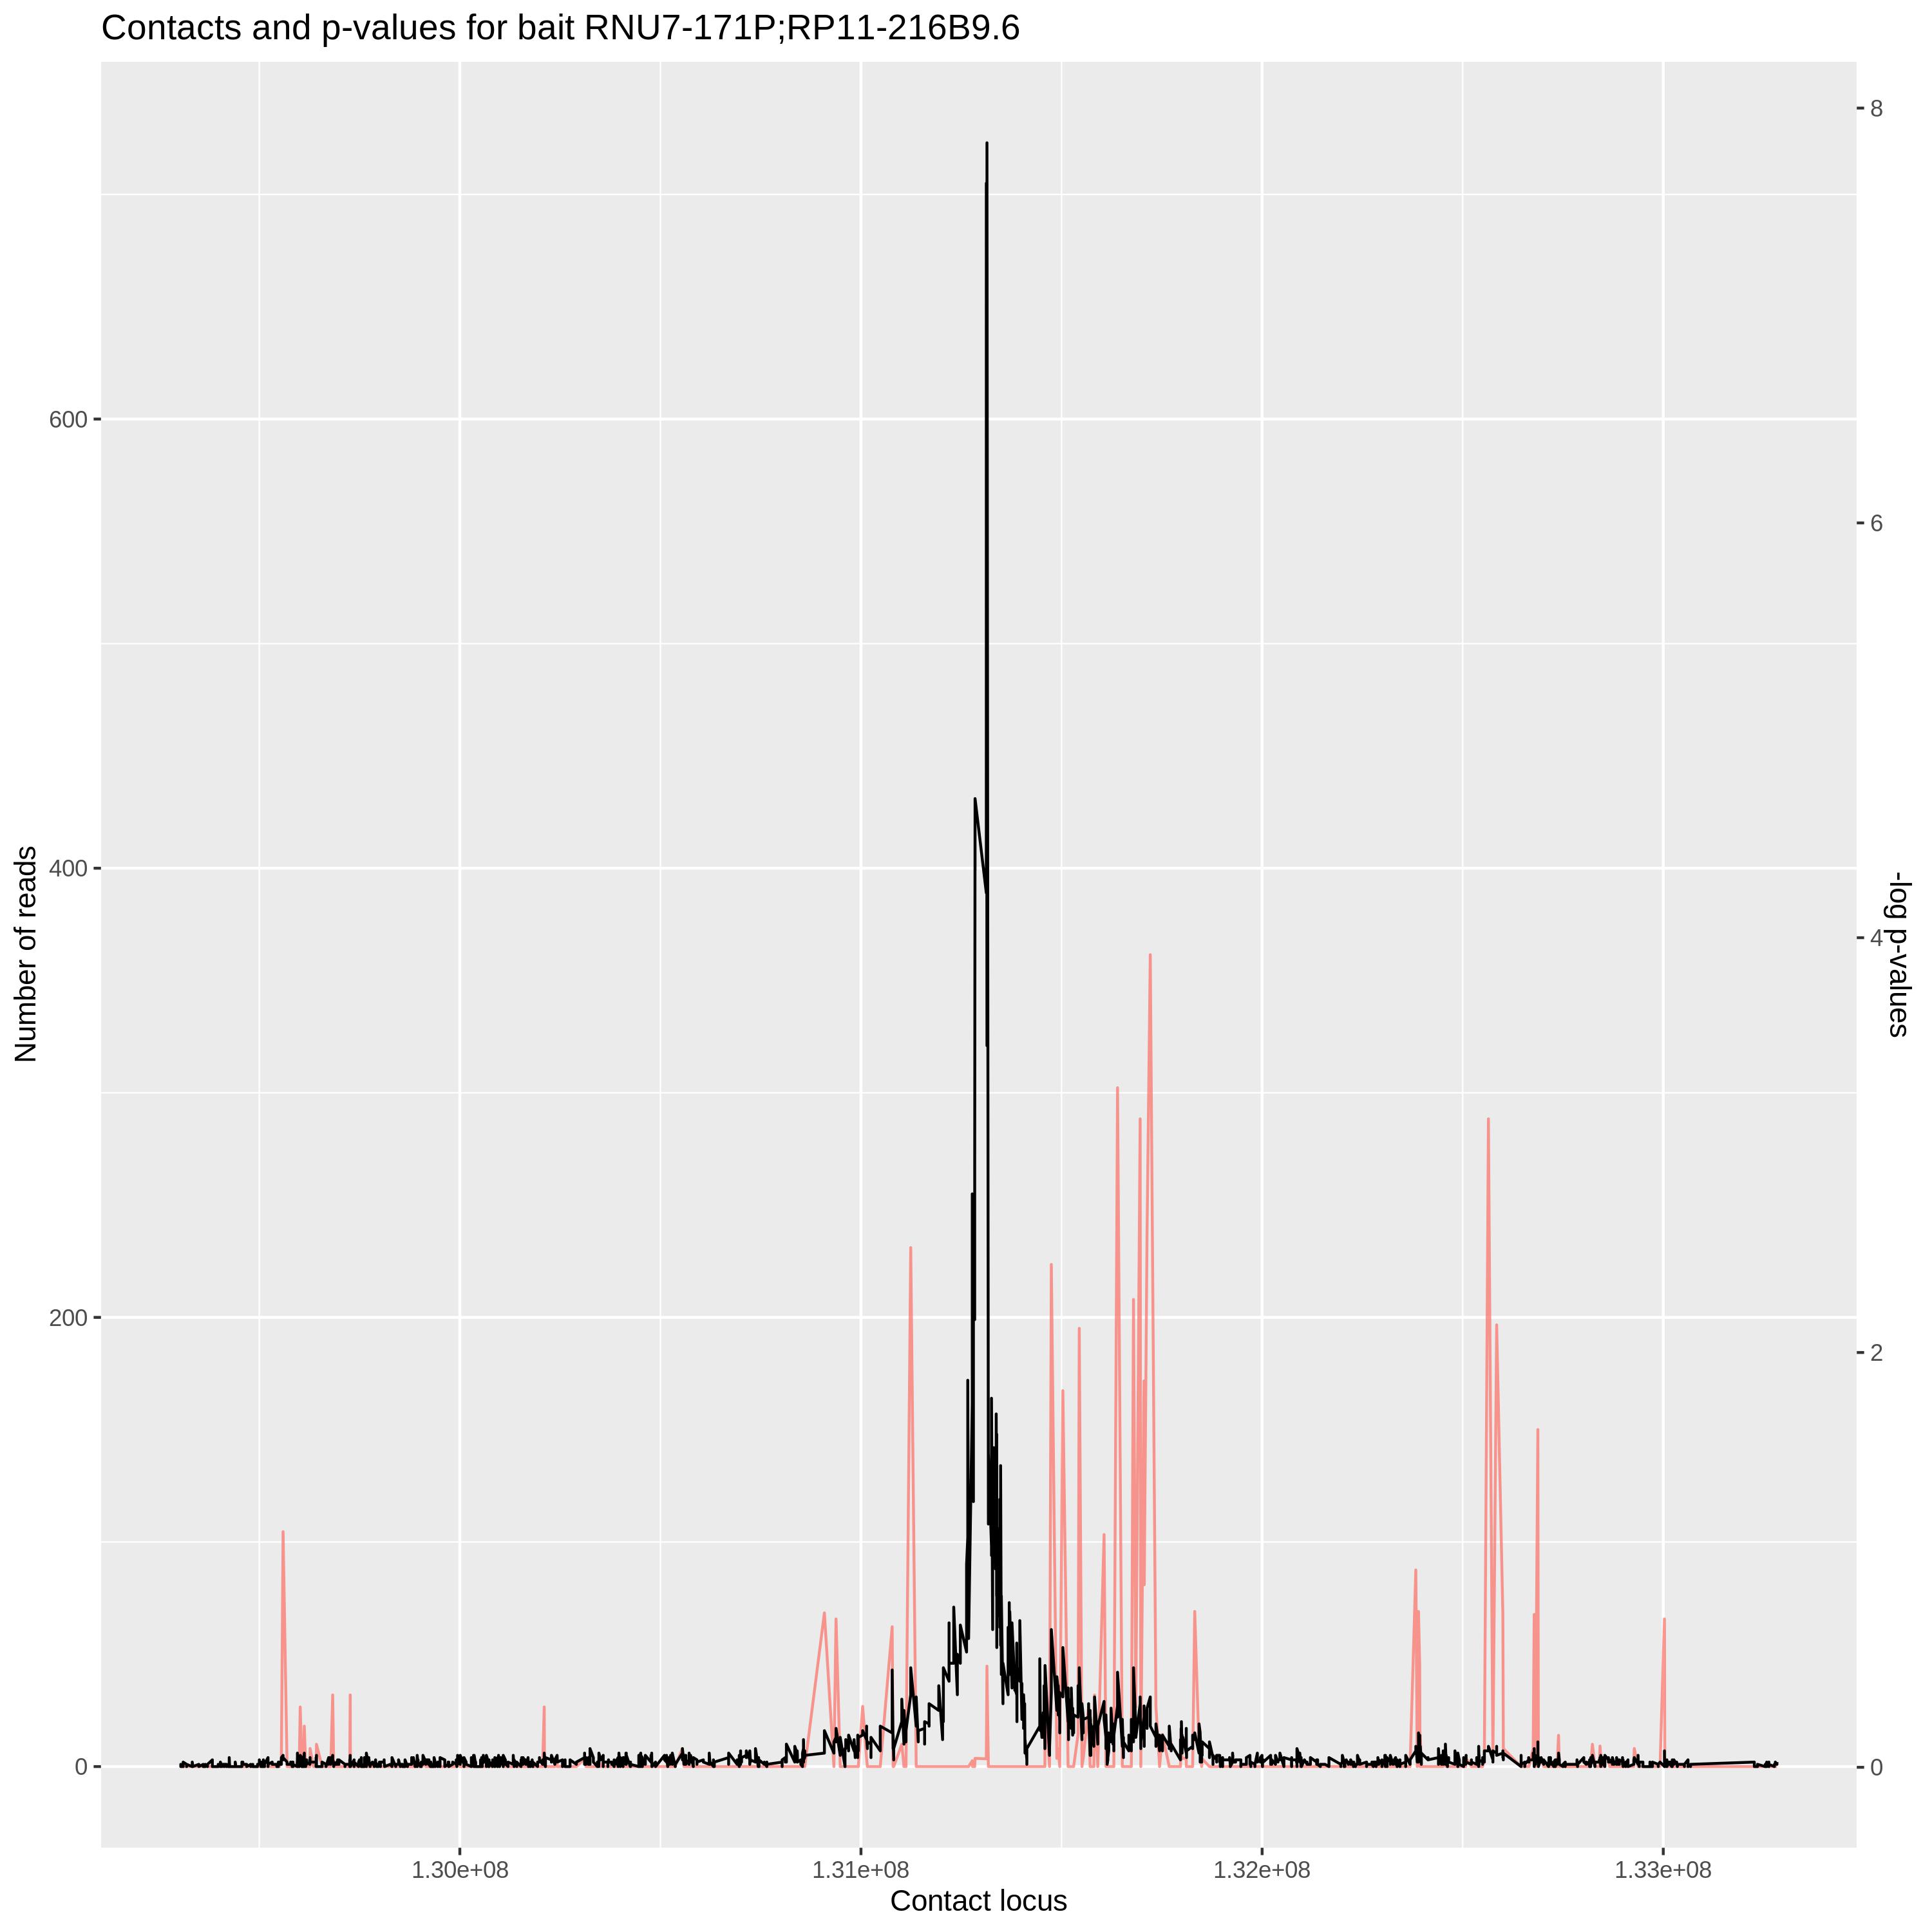 Contacts and p-values for bait RNU7-171P;RP11-216B9.6
8
600
6
Number of reads
400
4
-log p-values
200
2
0
0
1.30e+08
1.31e+08
1.32e+08
1.33e+08
Contact locus